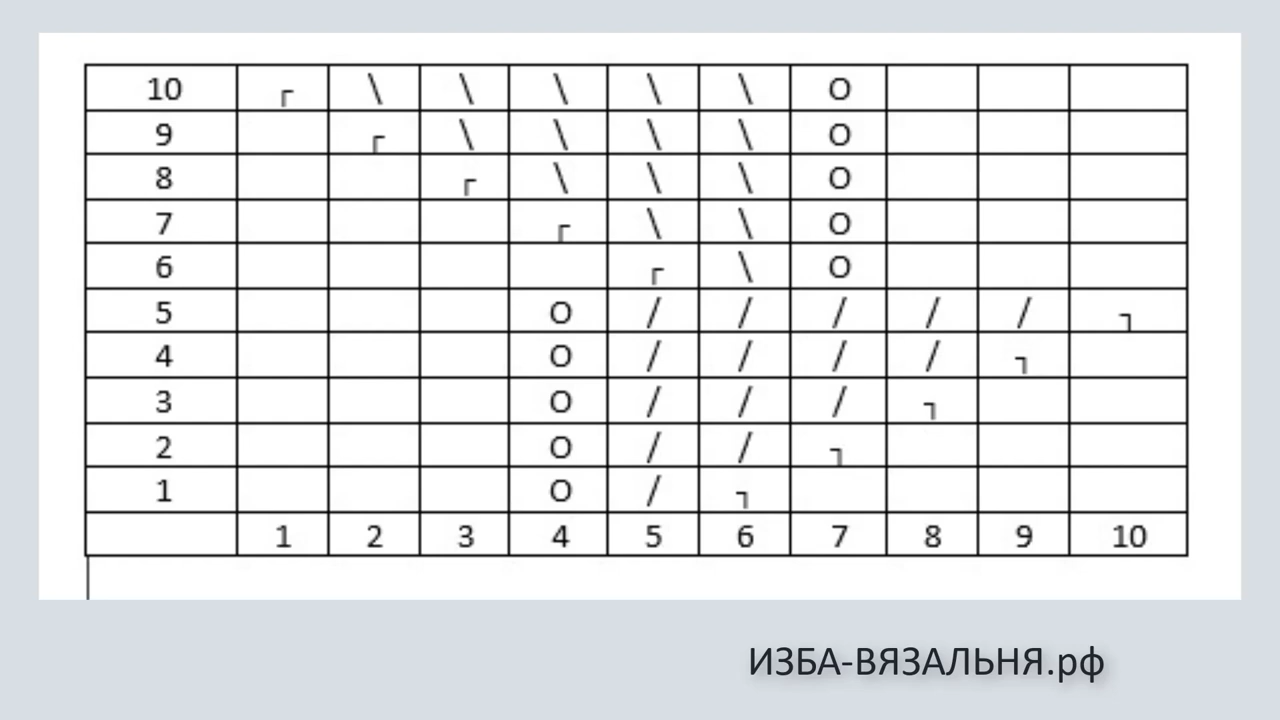 10 ┌ \ \ \ \ \ O
9 ┌ \ \ \ \ O
8 ┌ \ \ \ O
7 ┌ \ \ O
6 ┌ \ O
5 O / / / / / ┐
4 O / / / / ┐
3 O / / / ┐
2 O / / ┐
1 O / ┐
1 2 3 4 5 6 7 8 9 10
ИЗБА-ВЯЗАЛЬНЯ.рф